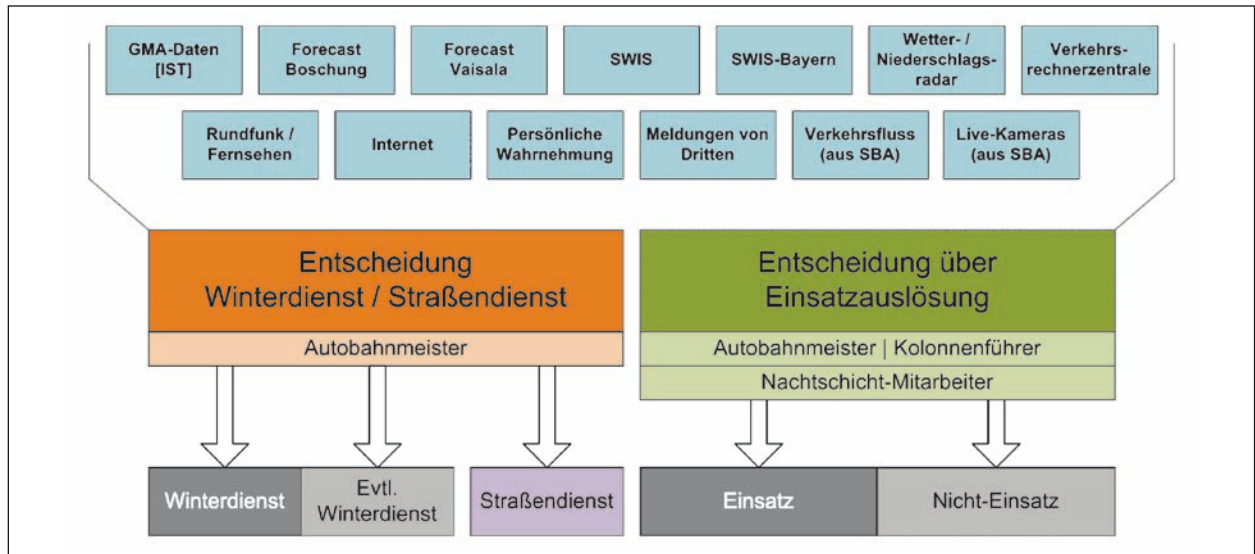 GMA-Daten
[IST]
Forecast
Boschung
Forecast
Vaisala
SWIS
SWIS-Bayern
Wetter- /
Niederschlags-
radar
Verkehrs-
rechnerzentrale
Rundfunk /
Fernsehen
Internet
Persönliche
Wahrnehmung
Meldungen von
Dritten
Verkehrsfluss
(aus SBA)
Live-Kameras
(aus SBA)
Entscheidung
Winterdienst / Straßendienst
Autobahnmeister
Entscheidung über
Einsatzauslösung
Autobahnmeister | Kolonnenführer
Nachtschicht-Mitarbeiter
Winterdienst
Evtl.
Winterdienst
Straßendienst
Einsatz
Nicht-Einsatz